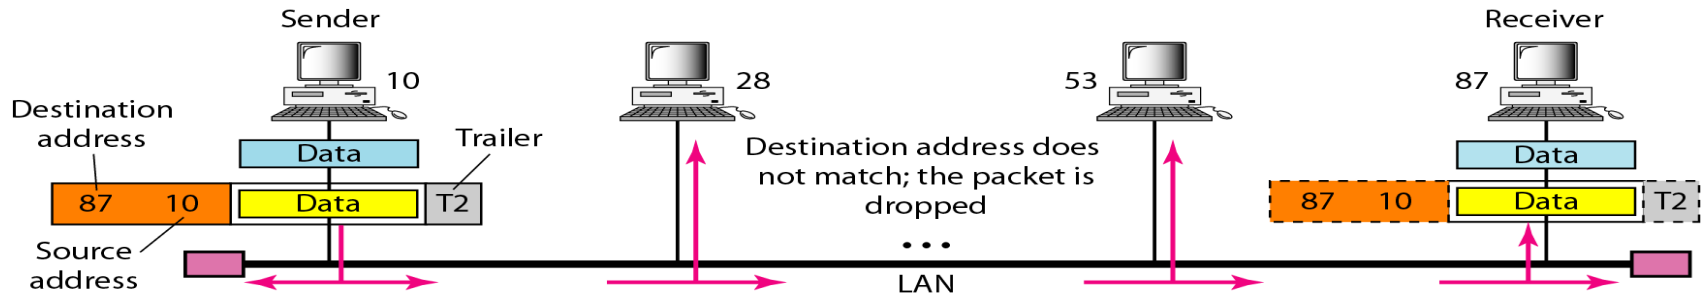 Sender
Receiver
10
28
53
87
Destination
address
Trailer
Data
Destination address does
not match; the packet is
dropped
Data
87 10
Data
T2
87 10
Data
T2
Source
address
...
LAN